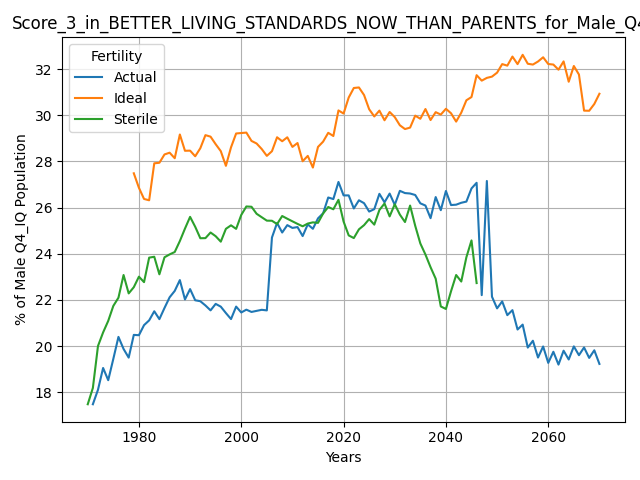 Score_3_in_BETTER_LIVING_STANDARDS_NOW_THAN_PARENTS_for_Male_Q4
Fertility
Actual
Ideal
Sterile
% of Male Q4_IQ Population
32
30
28
26
24
22
20
18
1980
2000
2020
2040
2060
Years